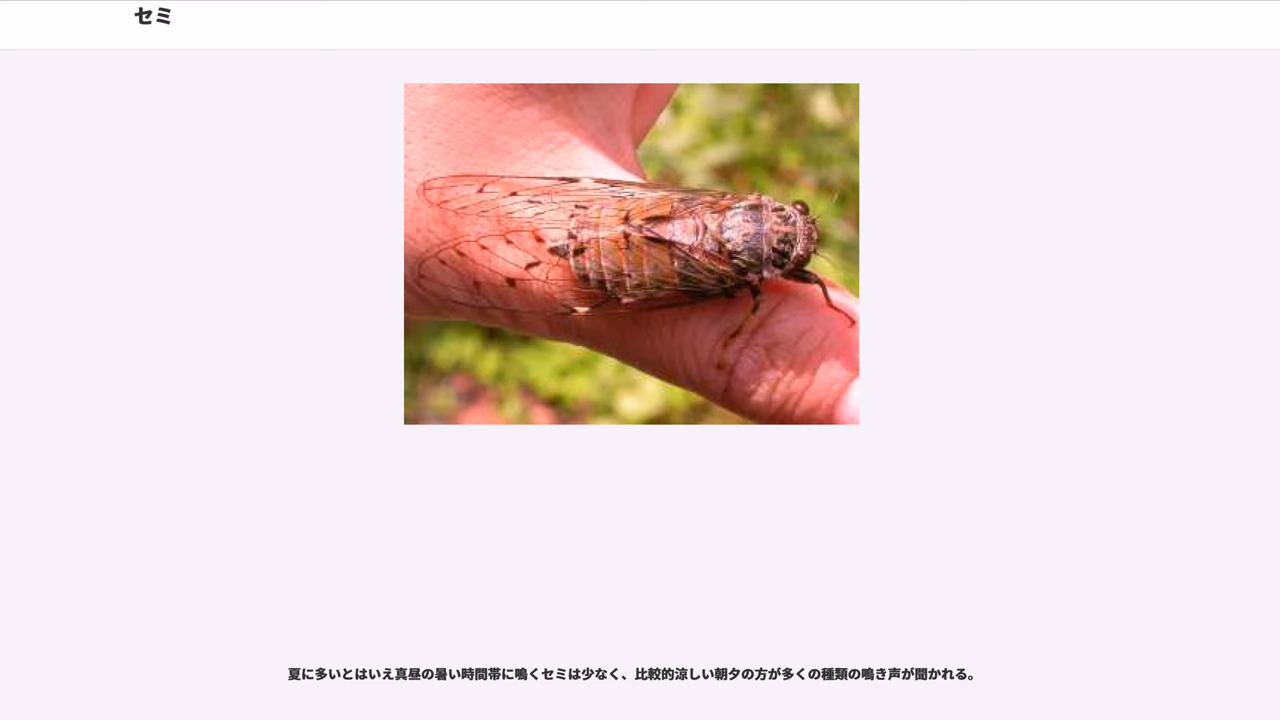 セミ
夏に多いとはいえ真昼の暑い時間帯に鳴くセミは少なく、比較的涼しい朝夕の方が多くの種類の鳴き声が聞かれる。